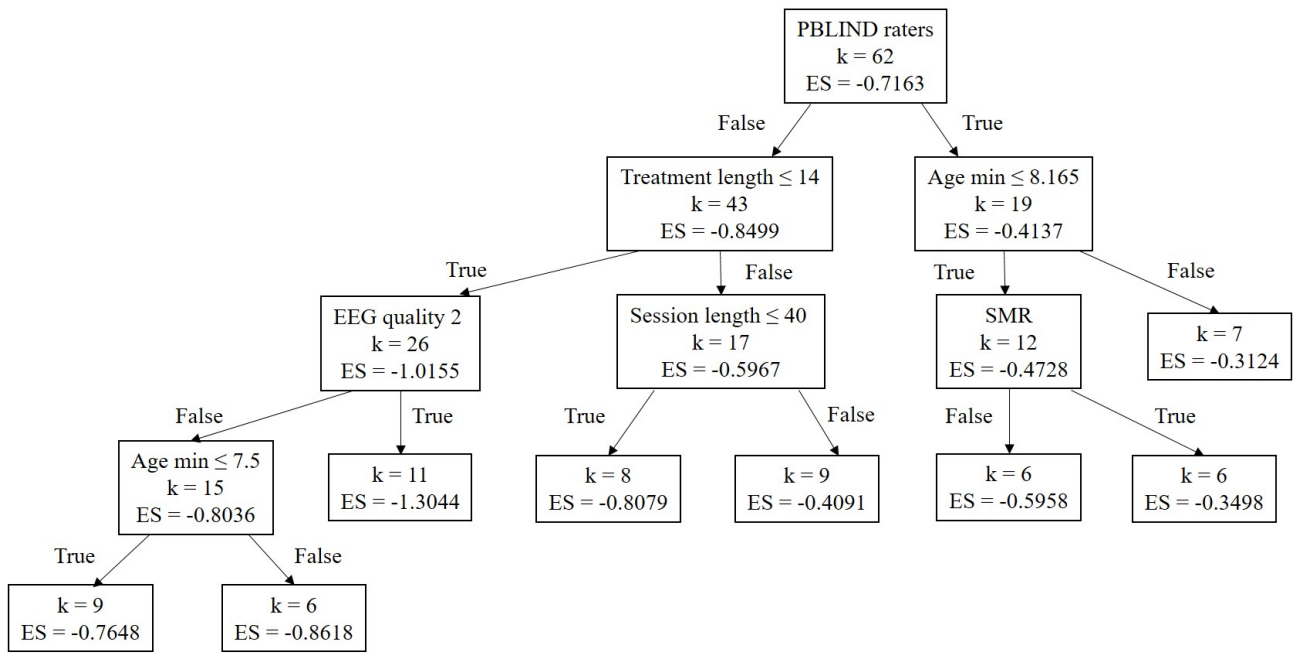 PBLIND raters
k = 62
ES = -0.7163
False
True
Treatment length ≤ 14
k = 43
ES = -0.8499
Age min ≤ 8.165
k = 19
ES = -0.4137
True
False
True
False
EEG quality 2
k = 26
ES = -1.0155
Session length ≤ 40
k = 17
ES = -0.5967
SMR
k = 12
ES = -0.4728
k = 7
ES = -0.3124
False
True
True
False
False
True
Age min ≤ 7.5
k = 15
ES = -0.8036
k = 11
ES = -1.3044
k = 8
ES = -0.8079
k = 9
ES = -0.4091
k = 6
ES = -0.5958
k = 6
ES = -0.3498
True
False
k = 9
ES = -0.7648
k = 6
ES = -0.8618